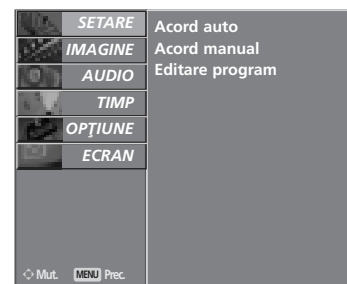 SETARE
IMAGINE
AUDIO
TIMP
OPŢIUNE
ECRAN
Acord auto
Acord manual
Editare program
Mut. MENU Prec.